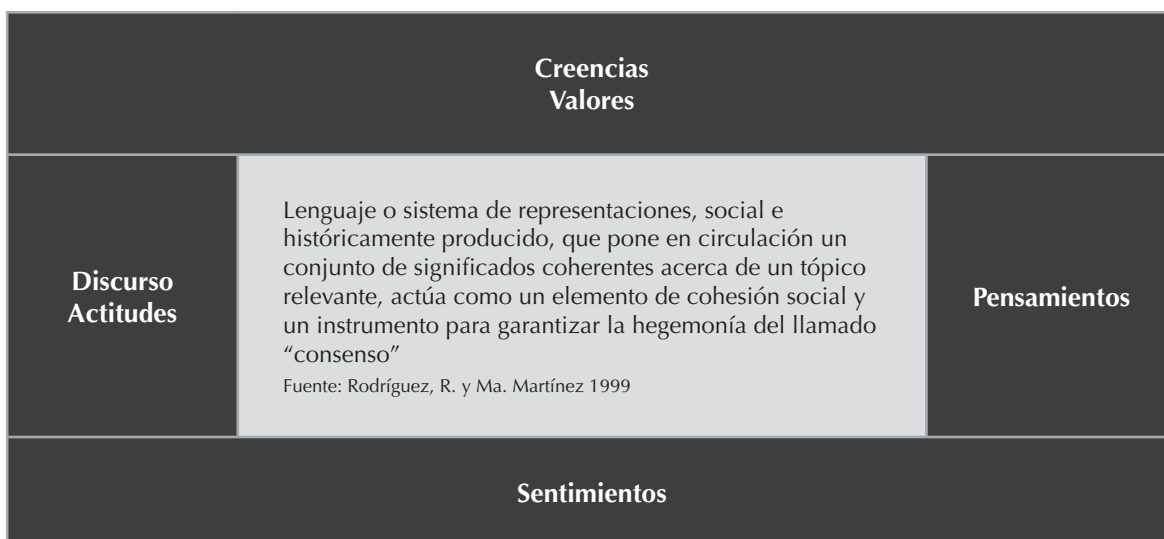 Creencias
Valores
Discurso
Actitudes
Lenguaje o sistema de representaciones, social e
históricamente producido, que pone en circulación un
conjunto de significados coherentes acerca de un tópico
relevante, actúa como un elemento de cohesión social y
un instrumento para garantizar la hegemonía del llamado
“consenso”
Fuente: Rodríguez, R. y Ma. Martínez 1999
Pensamientos
Sentimientos